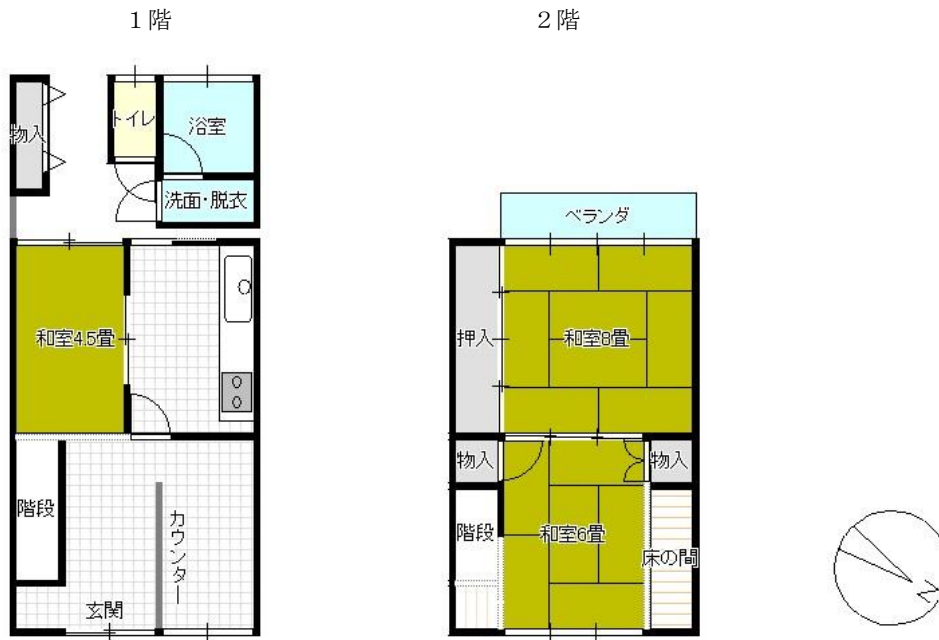 1階
2階
物入
トイレ
浴室
洗面・脱衣
和室4.5畳
階段
カウンター
玄関
ベランダ
押入
和室8畳
物入
物入
階段
和室6畳
床の間
N